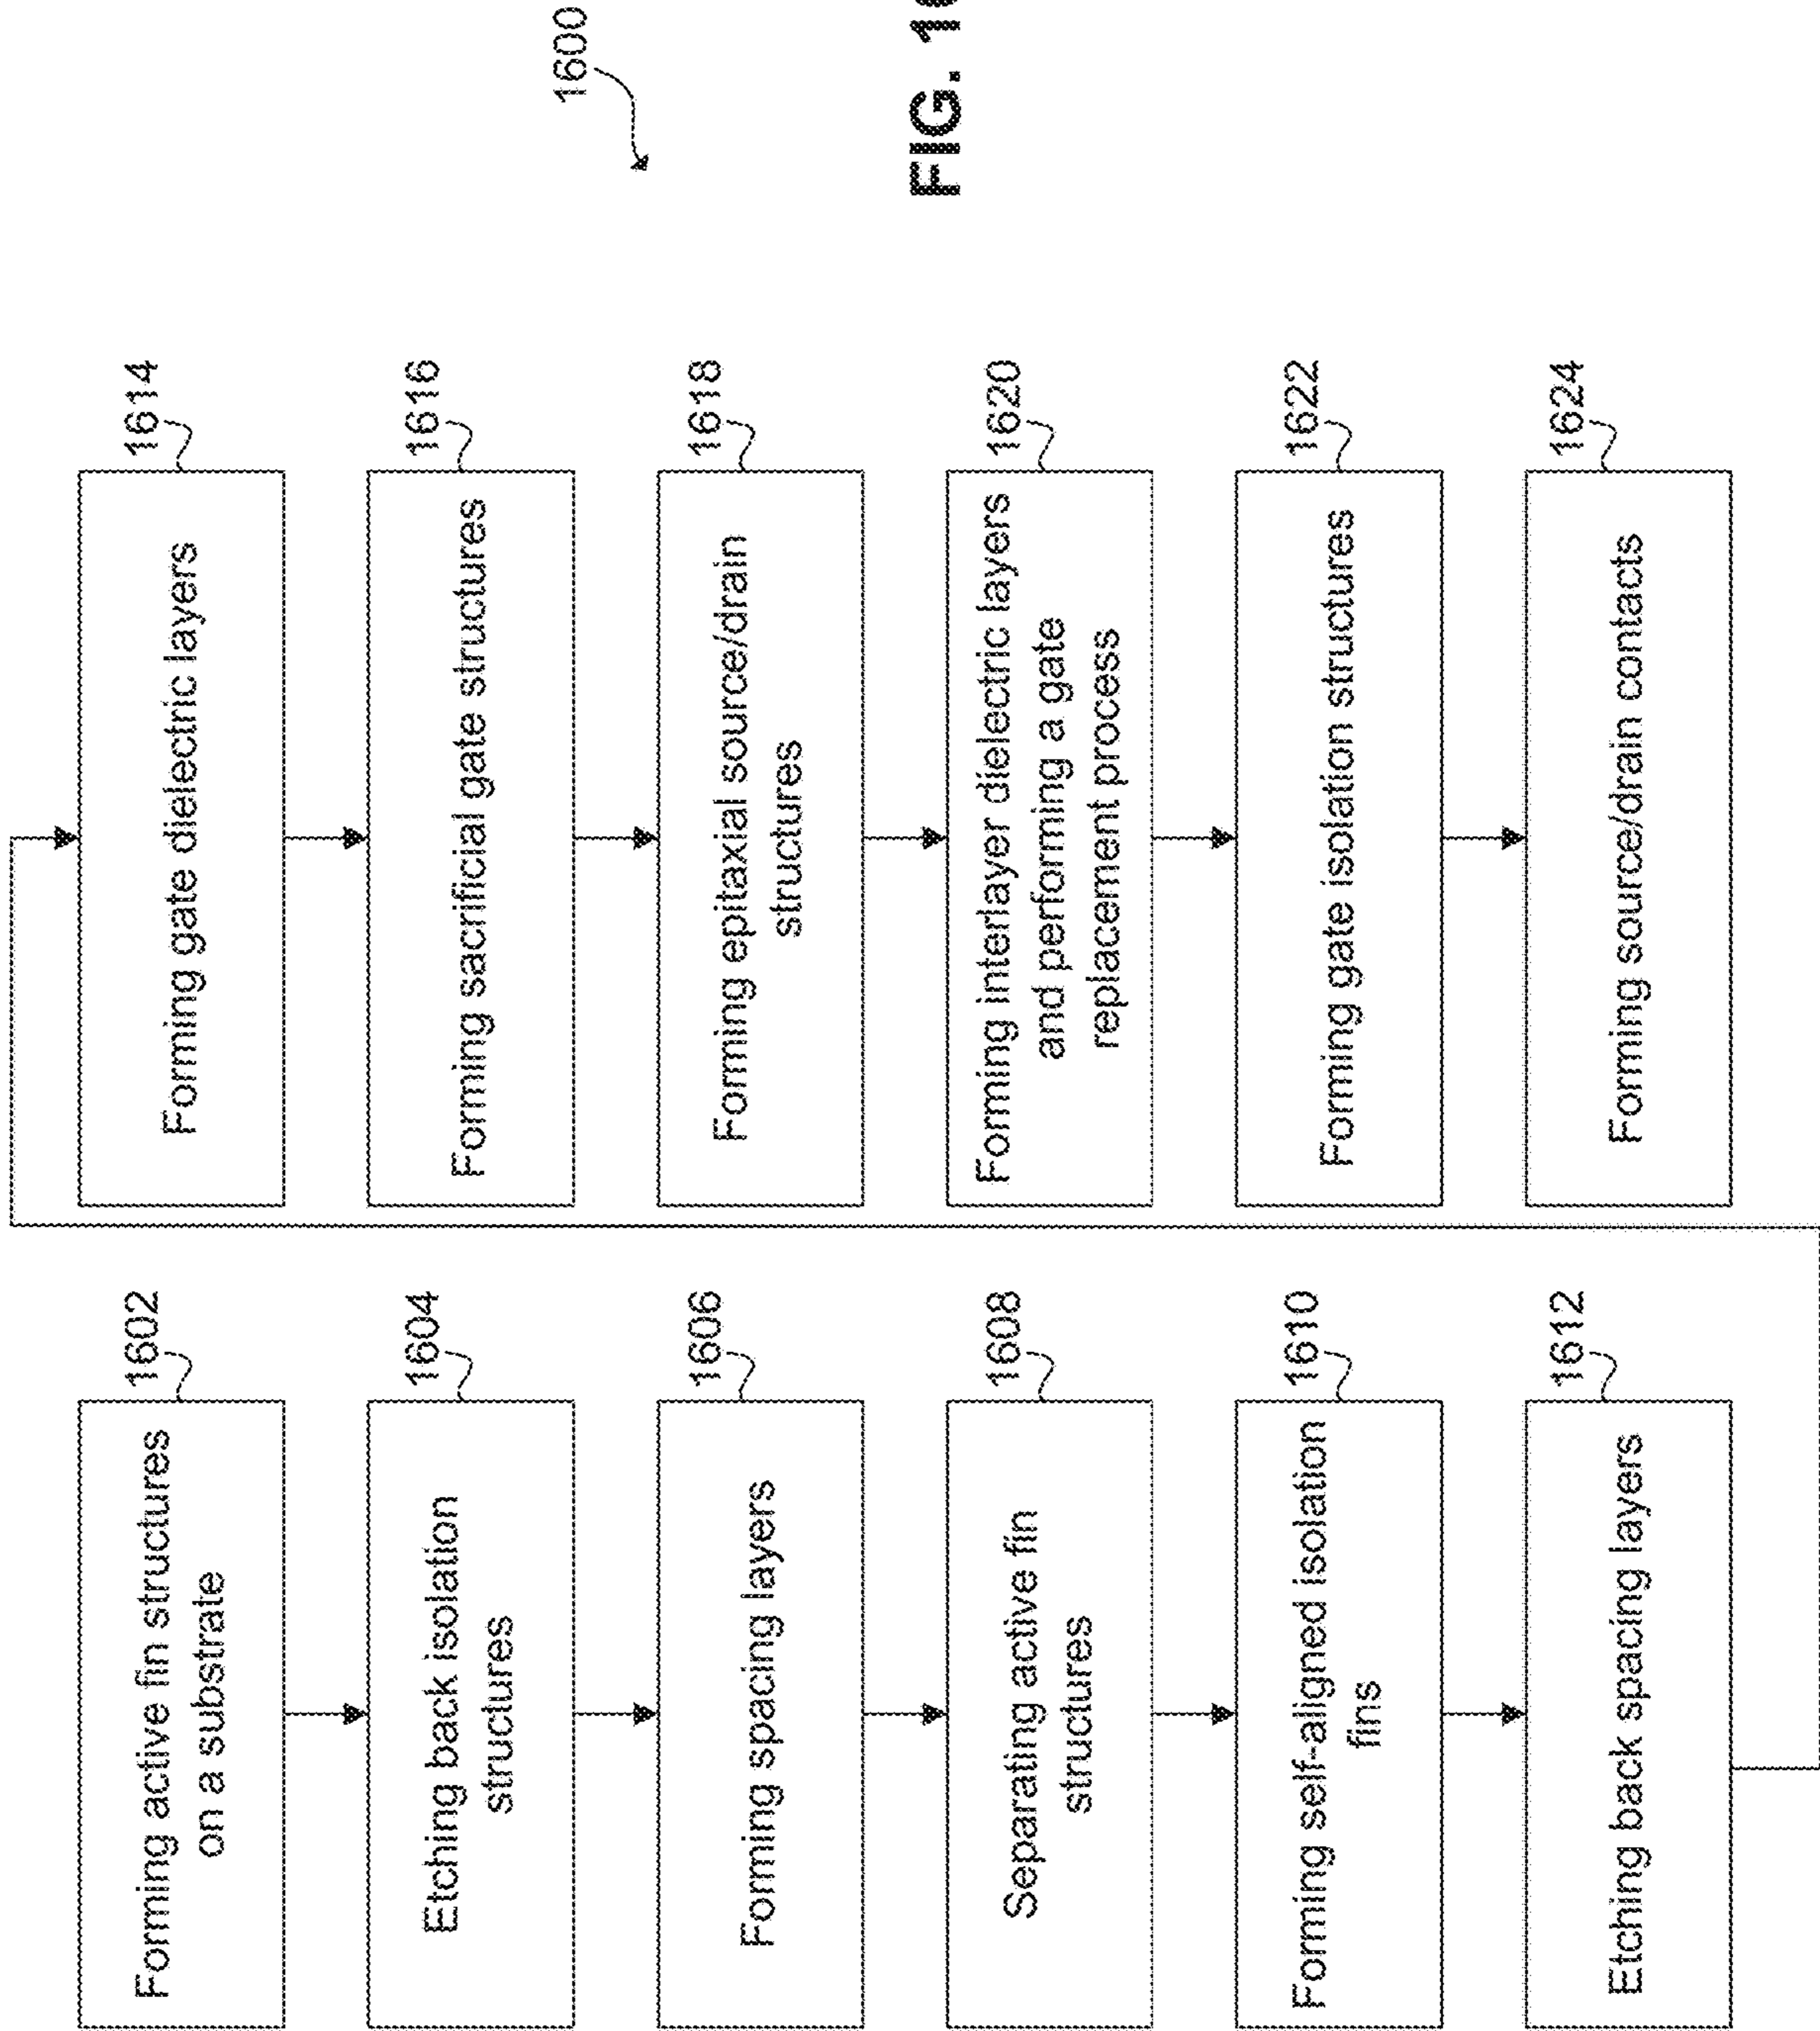 1600
1602
Forming active fin structures
on a substrate
1604
Etching back isolation
structures
1606
Forming spacing layers
1608
Separating active fin
structures
1610
Forming self-aligned isolation
fins
1612
Etching back spacing layers
1614
Forming gate dielectric layers
1616
Forming sacrificial gate structures
1618
Forming epitaxial source/drain
structures
1620
Forming interlayer dielectric layers
and performing a gate
replacement process
1622
Forming gate isolation structures
1624
Forming source/drain contacts
FIG.